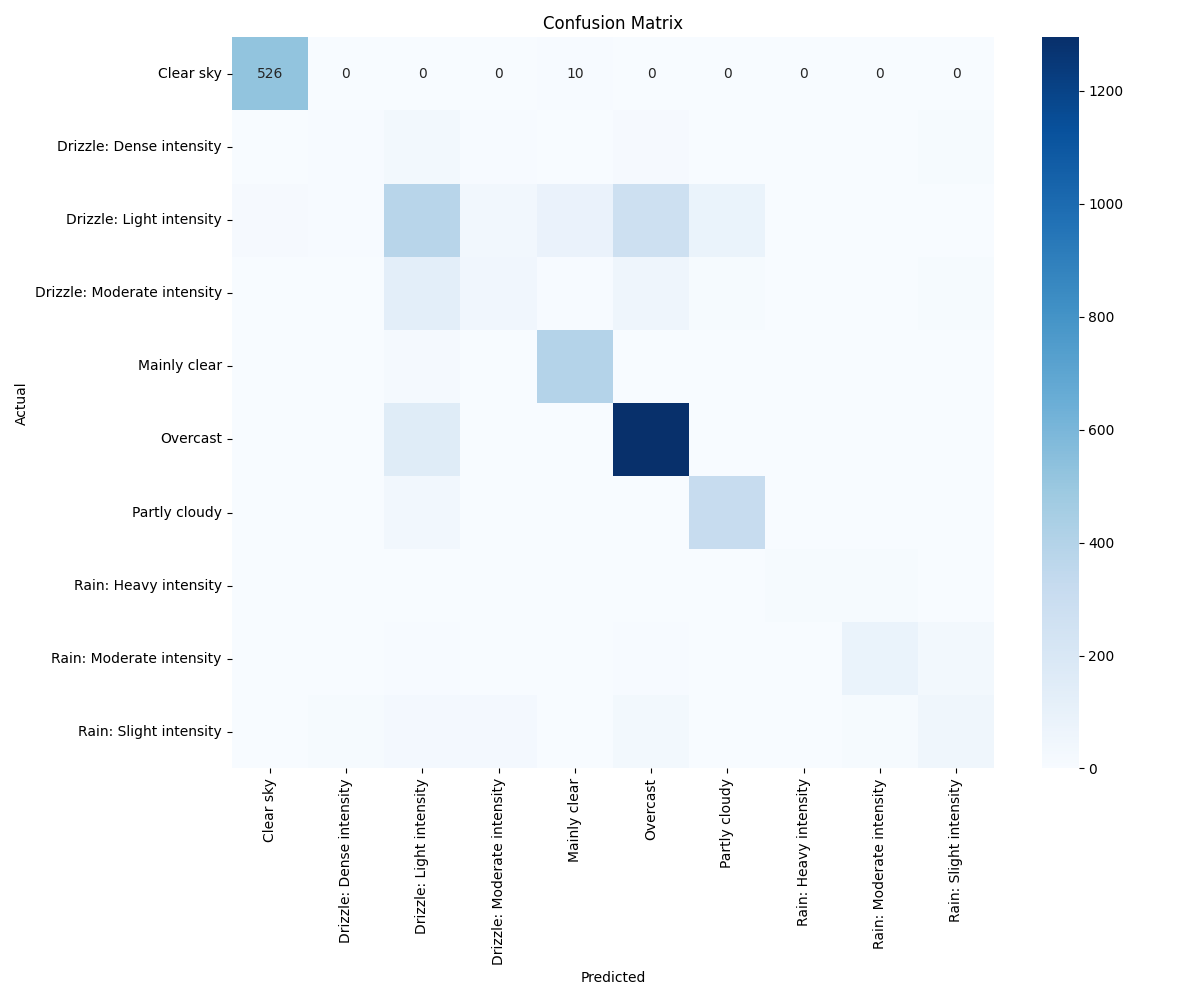 Confusion Matrix
Clear sky
526 0 0 0 10 0 0 0 0 0
Drizzle: Dense intensity
Drizzle: Light intensity
Drizzle: Moderate intensity
Mainly clear
Overcast
Partly cloudy
Rain: Heavy intensity
Rain: Moderate intensity
Rain: Slight intensity
Actual
Clear sky
Drizzle: Dense intensity
Drizzle: Light intensity
Drizzle: Moderate intensity
Mainly clear
Overcast
Partly cloudy
Rain: Heavy intensity
Rain: Moderate intensity
Rain: Slight intensity
Predicted
1200
1000
800
600
400
200
0